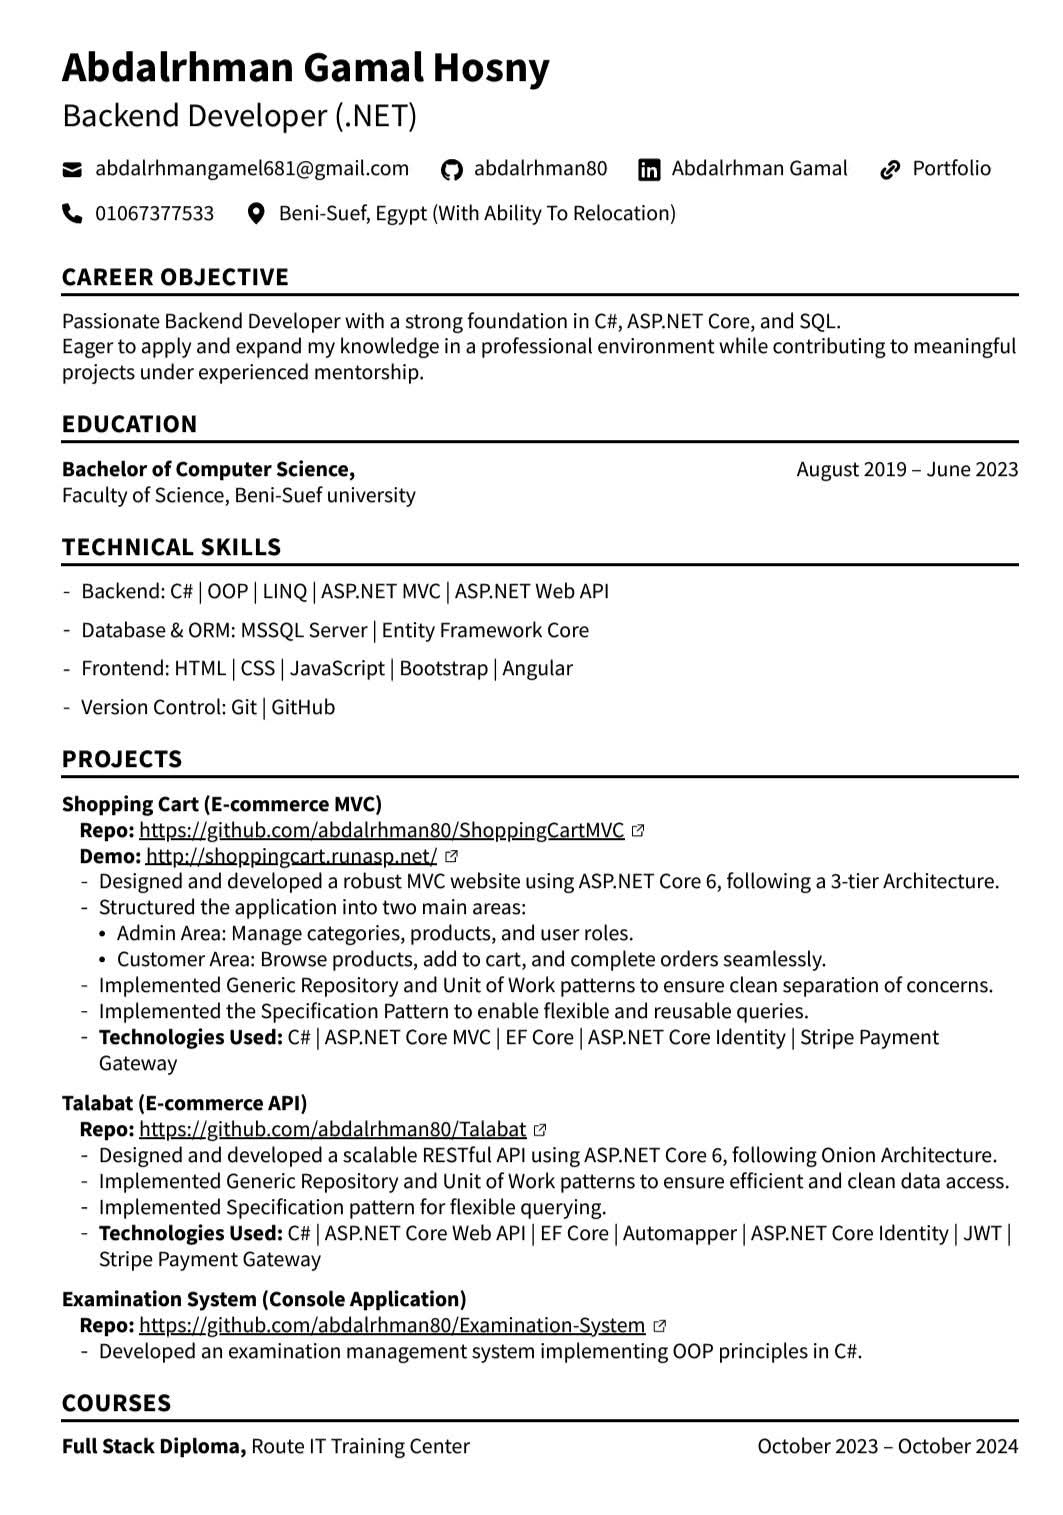 Abdalrhman Gamal Hosny
Backend Developer (.NET)
abdalrhmangamel681@gmail.com abdalrhman80 Abdalrhman Gamal Portfolio
01067377533 Beni-Suef, Egypt (With Ability To Relocation)
CAREER OBJECTIVE
Passionate Backend Developer with a strong foundation in C#, ASP.NET Core, and SQL.
Eager to apply and expand my knowledge in a professional environment while contributing to meaningful
projects under experienced mentorship.
EDUCATION
Bachelor of Computer Science, August 2019 – June 2023
Faculty of Science, Beni-Suef university
TECHNICAL SKILLS
- Backend: C# | OOP | LINQ | ASP.NET MVC | ASP.NET Web API
- Database & ORM: MSSQL Server | Entity Framework Core
- Frontend: HTML | CSS | JavaScript | Bootstrap | Angular
- Version Control: Git | GitHub
PROJECTS
Shopping Cart (E-commerce MVC)
Repo: https://github.com/abdalrhman80/ShoppingCartMVC
Demo: http://shoppingcart.runasp.net/
- Designed and developed a robust MVC website using ASP.NET Core 6, following a 3-tier Architecture.
- Structured the application into two main areas:
• Admin Area: Manage categories, products, and user roles.
• Customer Area: Browse products, add to cart, and complete orders seamlessly.
- Implemented Generic Repository and Unit of Work patterns to ensure clean separation of concerns.
- Implemented the Specification Pattern to enable flexible and reusable queries.
- Technologies Used: C# | ASP.NET Core MVC | EF Core | ASP.NET Core Identity | Stripe Payment
Gateway
Talabat (E-commerce API)
Repo: https://github.com/abdalrhman80/Talabat
- Designed and developed a scalable RESTful API using ASP.NET Core 6, following Onion Architecture.
- Implemented Generic Repository and Unit of Work patterns to ensure efficient and clean data access.
- Implemented Specification pattern for flexible querying.
- Technologies Used: C# | ASP.NET Core Web API | EF Core | Automapper | ASP.NET Core Identity | JWT |
Stripe Payment Gateway
Examination System (Console Application)
Repo: https://github.com/abdalrhman80/Examination-System
- Developed an examination management system implementing OOP principles in C#.
COURSES
Full Stack Diploma, Route IT Training Center October 2023 – October 2024